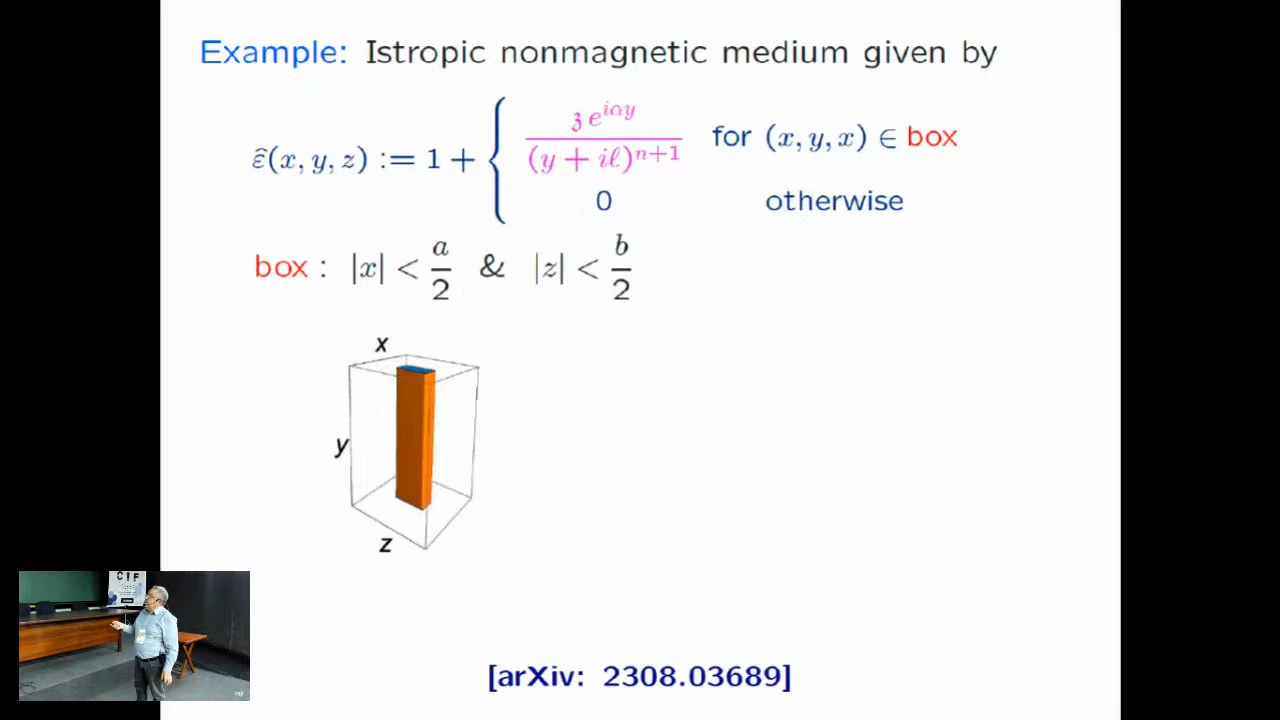 Example: Istropic nonmagnetic medium given by
ε̂(x, y, z) := 1 + { 𝔷 e^{iαy} / (y + iℓ)^{n+1} for (x, y, x) ∈ box
0 otherwise
box : |x| < a/2 & |z| < b/2
x
y
z
CIF
[arXiv: 2308.03689]